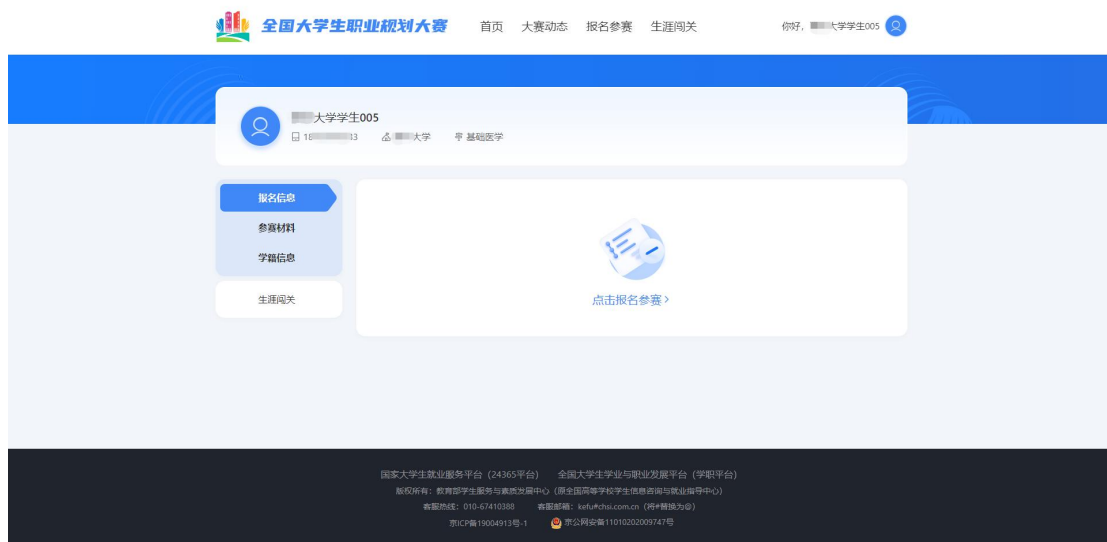 全国大学生职业规划大赛 首页 大赛动态 报名参赛 生涯闯关 你好, 大学学生005
大学学生005
18 13 大学 基础医学
报名信息
参赛材料
学籍信息
生涯闯关
点击报名参赛>
国家大学生就业服务平台（24365平台） 全国大学生学业与职业发展平台（学职平台）
版权所有：教育部学生服务与素质发展中心（原全国高等学校学生信息咨询与就业指导中心）
客服热线：010-67410388 客服邮箱：kefu#chsi.com.cn（将#替换为@）
京ICP备19004913号-1 京公网安备11010202009747号